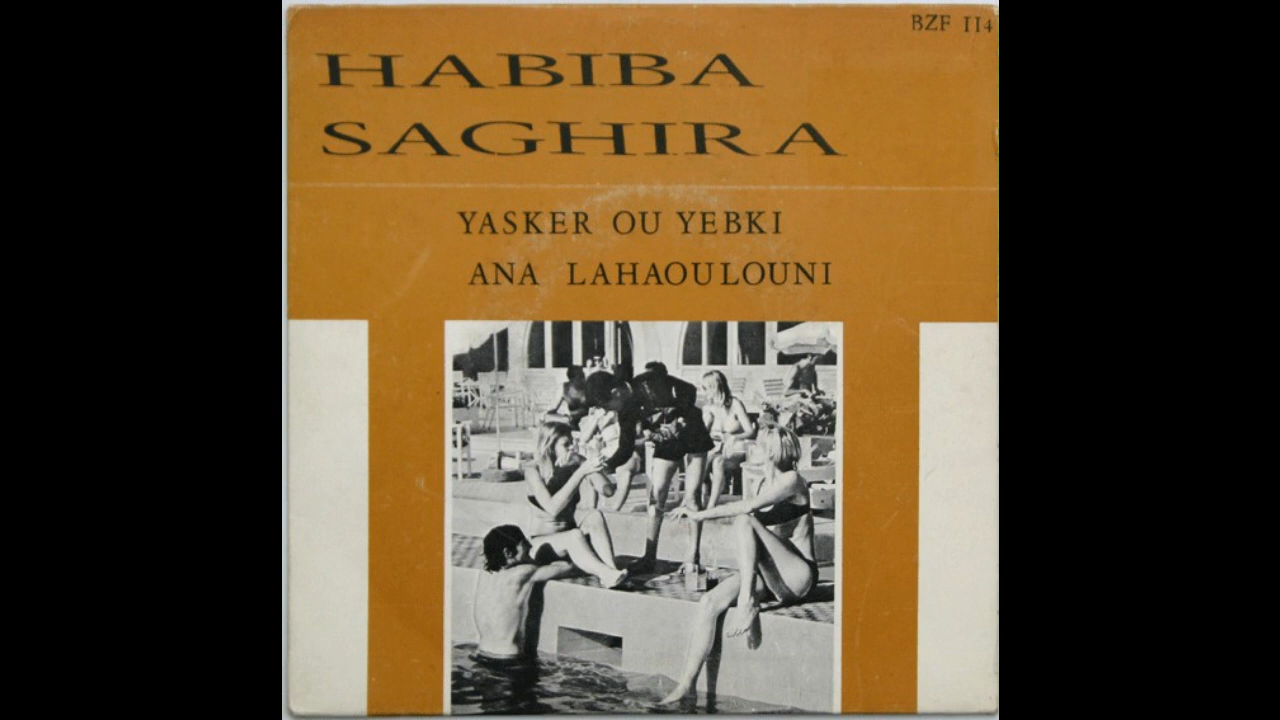 BZF 114
HABIBA
SAGHIRA
YASKER OU YEBKI
ANA LAHAOULOUNI